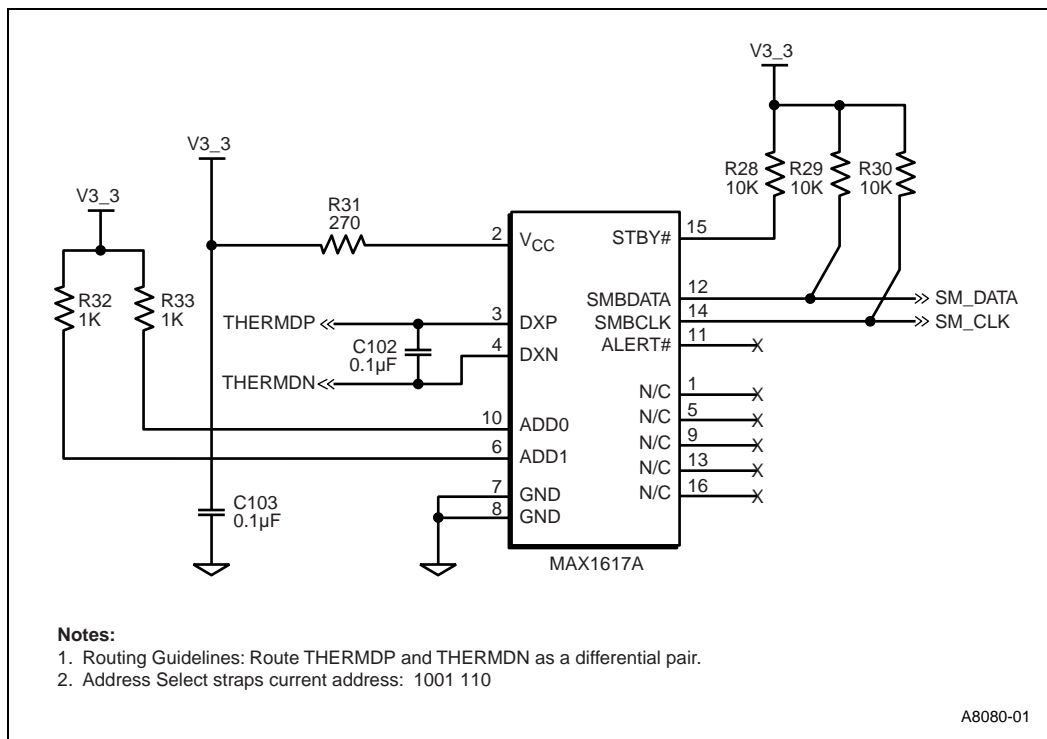 V3_3
V3_3
V3_3
R28
10K
R29
10K
R30
10K
R31
270
R32
1K
R33
1K
2
VCC
STBY#
15
SMBDATA
12
SM_DATA
SMBCLK
14
SM_CLK
ALERT#
11
X
THERMDP
3
DXP
C102
0.1µF
4
DXN
THERMDN
N/C
1
X
N/C
5
X
N/C
9
X
N/C
13
X
N/C
16
X
10
ADD0
6
ADD1
7
GND
8
GND
C103
0.1µF
MAX1617A
Notes:
1. Routing Guidelines: Route THERMDP and THERMDN as a differential pair.
2. Address Select straps current address: 1001 110
A8080-01